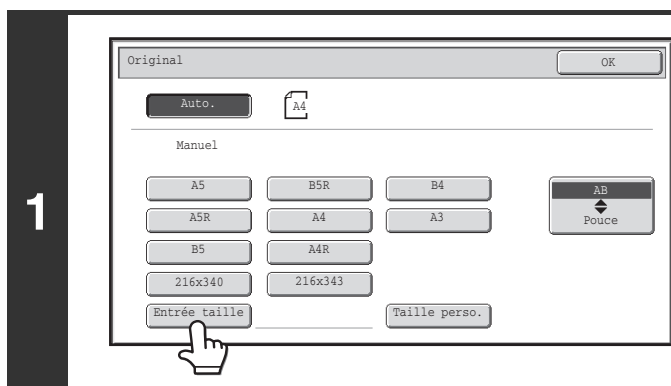 1
Original OK
Auto. A4
Manuel
A5 B5R B4 AB
A5R A4 A3 Pouce
B5 A4R
216x340 216x343
Entrée taille Taille perso.